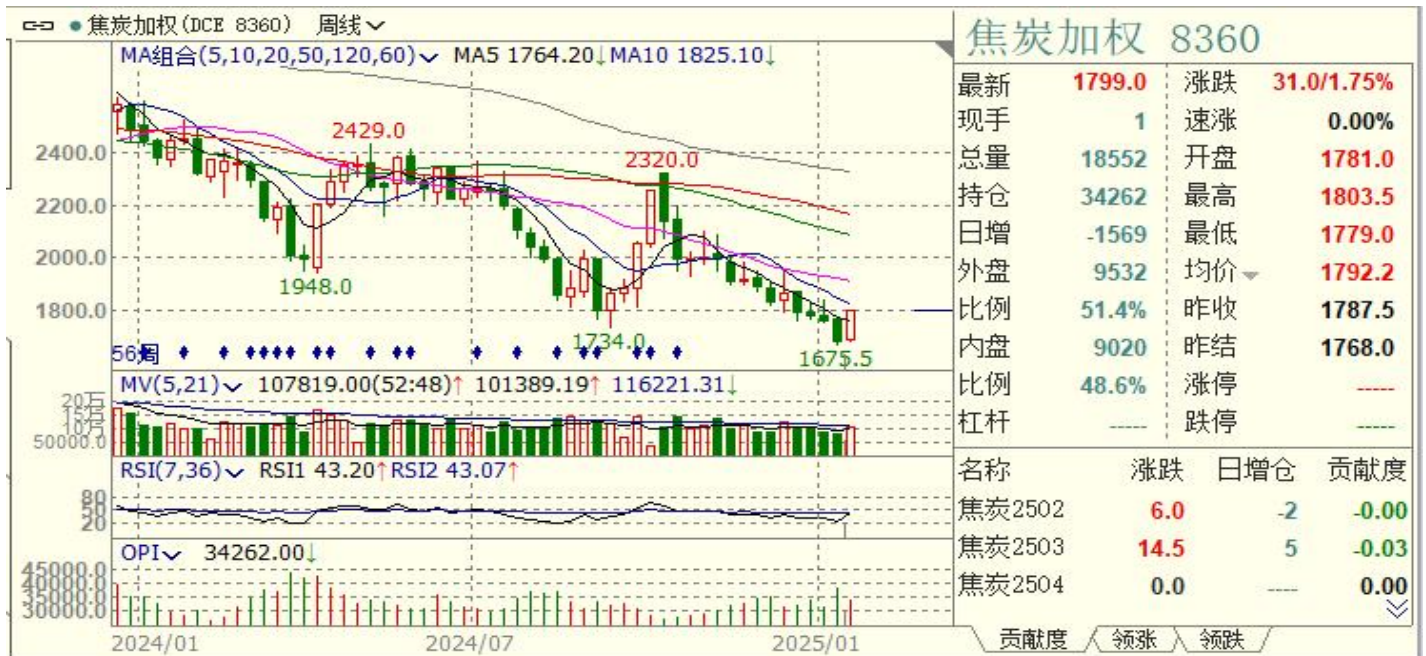 焦炭加权(DCE 8360) 周线
MA组合(5,10,20,50,120,60) MA5 1764.20↓MA10 1825.10↓
2400.0
2200.0
2000.0
1800.0
2429.0
2320.0
1948.0
1734.0
1675.5
56周
MV(5,21) 107819.00(52:48)↑ 101389.19↑ 116221.31↓
20万
15万
10万
50000.0
RSI(7,36) RSI1 43.20↑RSI2 43.07↑
80
50
20
OPI 34262.00↓
45000.0
40000.0
35000.0
30000.0
2024/01 2024/07 2025/01
焦炭加权 8360
最新 1799.0 涨跌 31.0/1.75%
现手 1 速涨 0.00%
总量 18552 开盘 1781.0
持仓 34262 最高 1803.5
日增 -1569 最低 1779.0
外盘 9532 均价 1792.2
比例 51.4% 昨收 1787.5
内盘 9020 昨结 1768.0
比例 48.6% 涨停 -----
杠杆 ----- 跌停 -----
名称 涨跌 日增仓 贡献度
焦炭2502 6.0 -2 -0.00
焦炭2503 14.5 5 -0.03
焦炭2504 0.0 ---- 0.00
贡献度 领涨 领跌